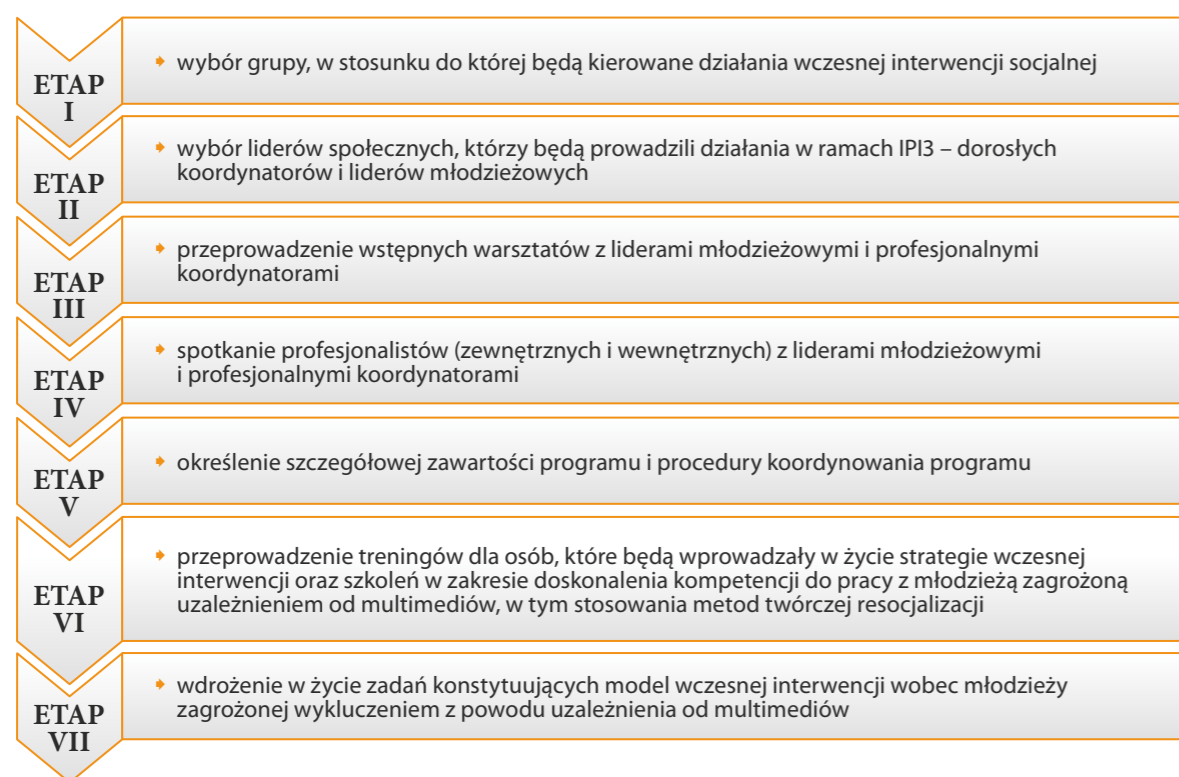 ETAP
I
wybór grupy, w stosunku do której będą kierowane działania wczesnej interwencji socjalnej
ETAP
II
wybór liderów społecznych, którzy będą prowadzili działania w ramach IPI3 – dorosłych
koordynatorów i liderów młodzieżowych
ETAP
III
przeprowadzenie wstępnych warsztatów z liderami młodzieżowymi i profesjonalnymi
koordynatorami
ETAP
IV
spotkanie profesjonalistów (zewnętrznych i wewnętrznych) z liderami młodzieżowymi
i profesjonalnymi koordynatorami
ETAP
V
określenie szczegółowej zawartości programu i procedury koordynowania programu
ETAP
VI
przeprowadzenie treningów dla osób, które będą wprowadzały w życie strategie wczesnej
interwencji oraz szkoleń w zakresie doskonalenia kompetencji do pracy z młodzieżą zagrożoną
uzależnieniem od multimediów, w tym stosowania metod twórczej resocjalizacji
ETAP
VII
wdrożenie w życie zadań konstytuujących model wczesnej interwencji wobec młodzieży
zagrożonej wykluczeniem z powodu uzależnienia od multimediów